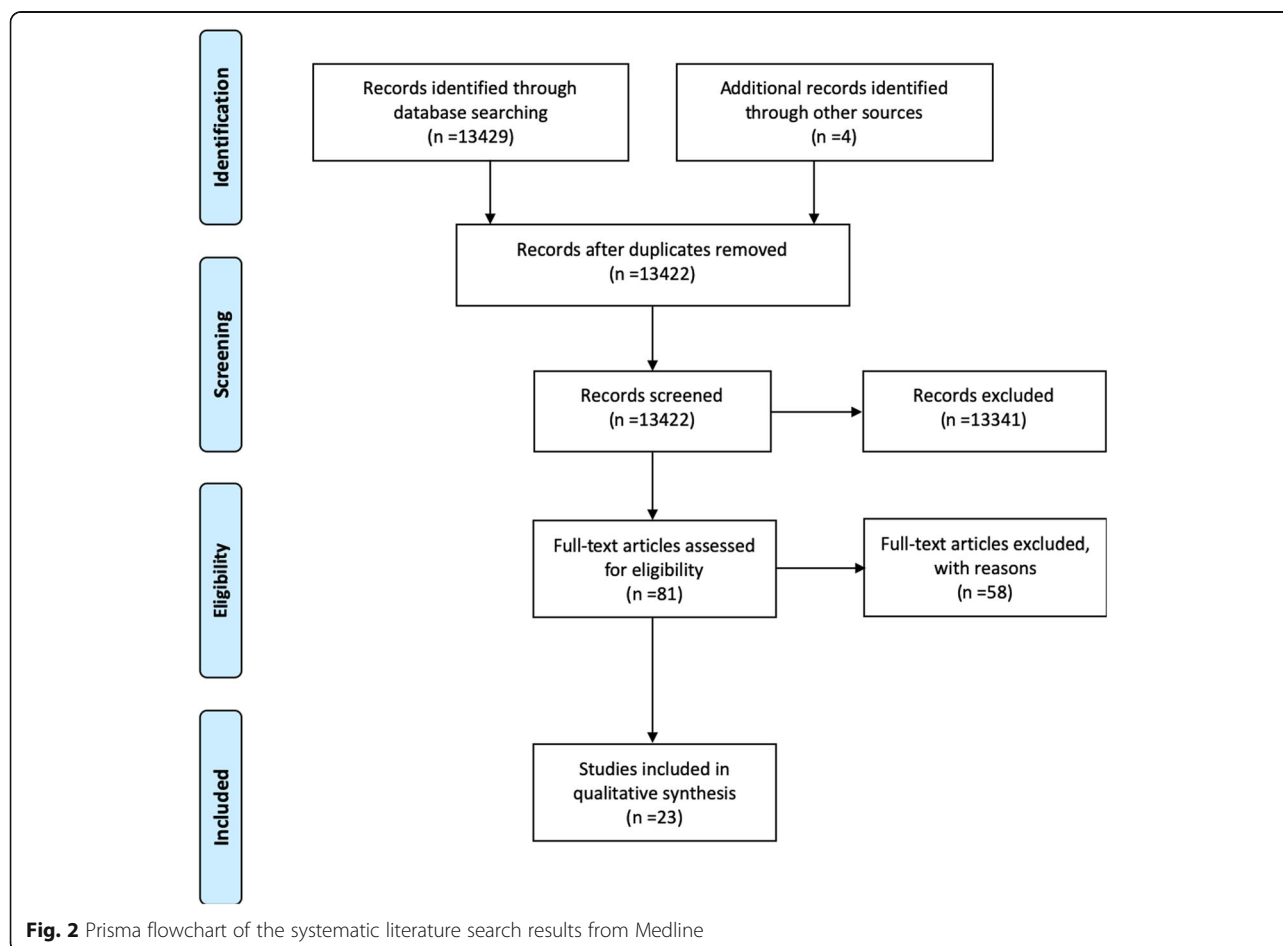 Identification
Records identified through
database searching
(n =13429)
Additional records identified
through other sources
(n =4)
Records after duplicates removed
(n =13422)
Screening
Records screened
(n =13422)
Records excluded
(n =13341)
Eligibility
Full-text articles assessed
for eligibility
(n =81)
Full-text articles excluded,
with reasons
(n =58)
Included
Studies included in
qualitative synthesis
(n =23)
Fig. 2 Prisma flowchart of the systematic literature search results from Medline